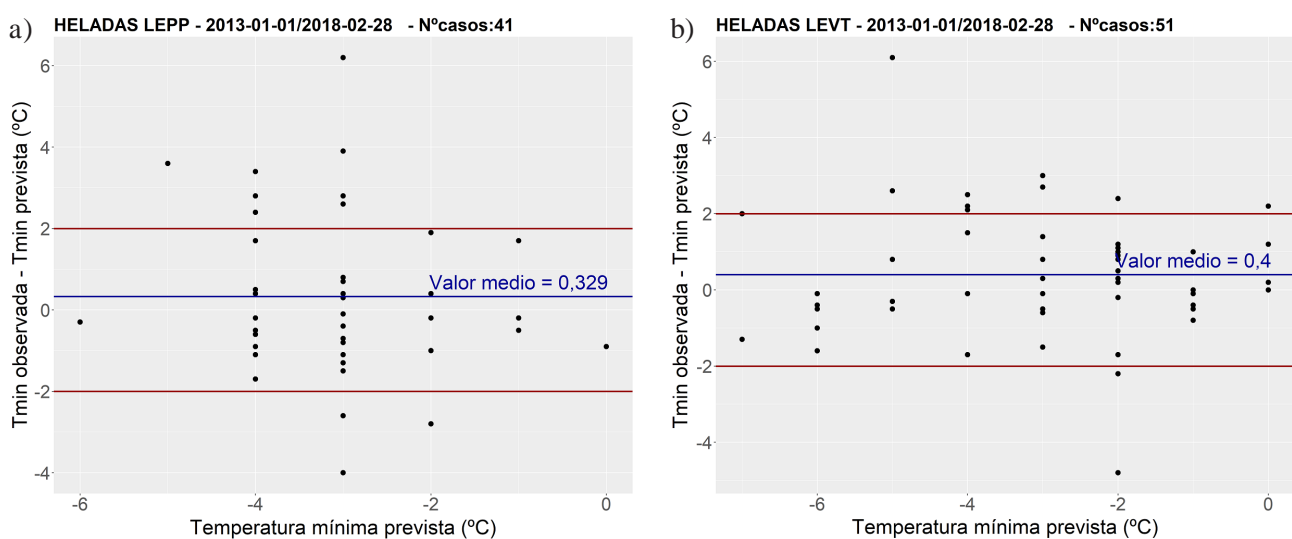 a) HELADAS LEPP - 2013-01-01/2018-02-28 - NºCasos:41
Tmin observada - Tmin prevista (ºC)
6
4
2
0
-2
-4
Valor medio = 0,329
-6
-4
-2
0
Temperatura mínima prevista (ºC)
b) HELADAS LEVT - 2013-01-01/2018-02-28 - Nºcasos:51
Tmin observada - Tmin prevista (ºC)
6
4
2
0
-2
-4
Valor medio = 0,4
-6
-4
-2
0
Temperatura mínima prevista (ºC)